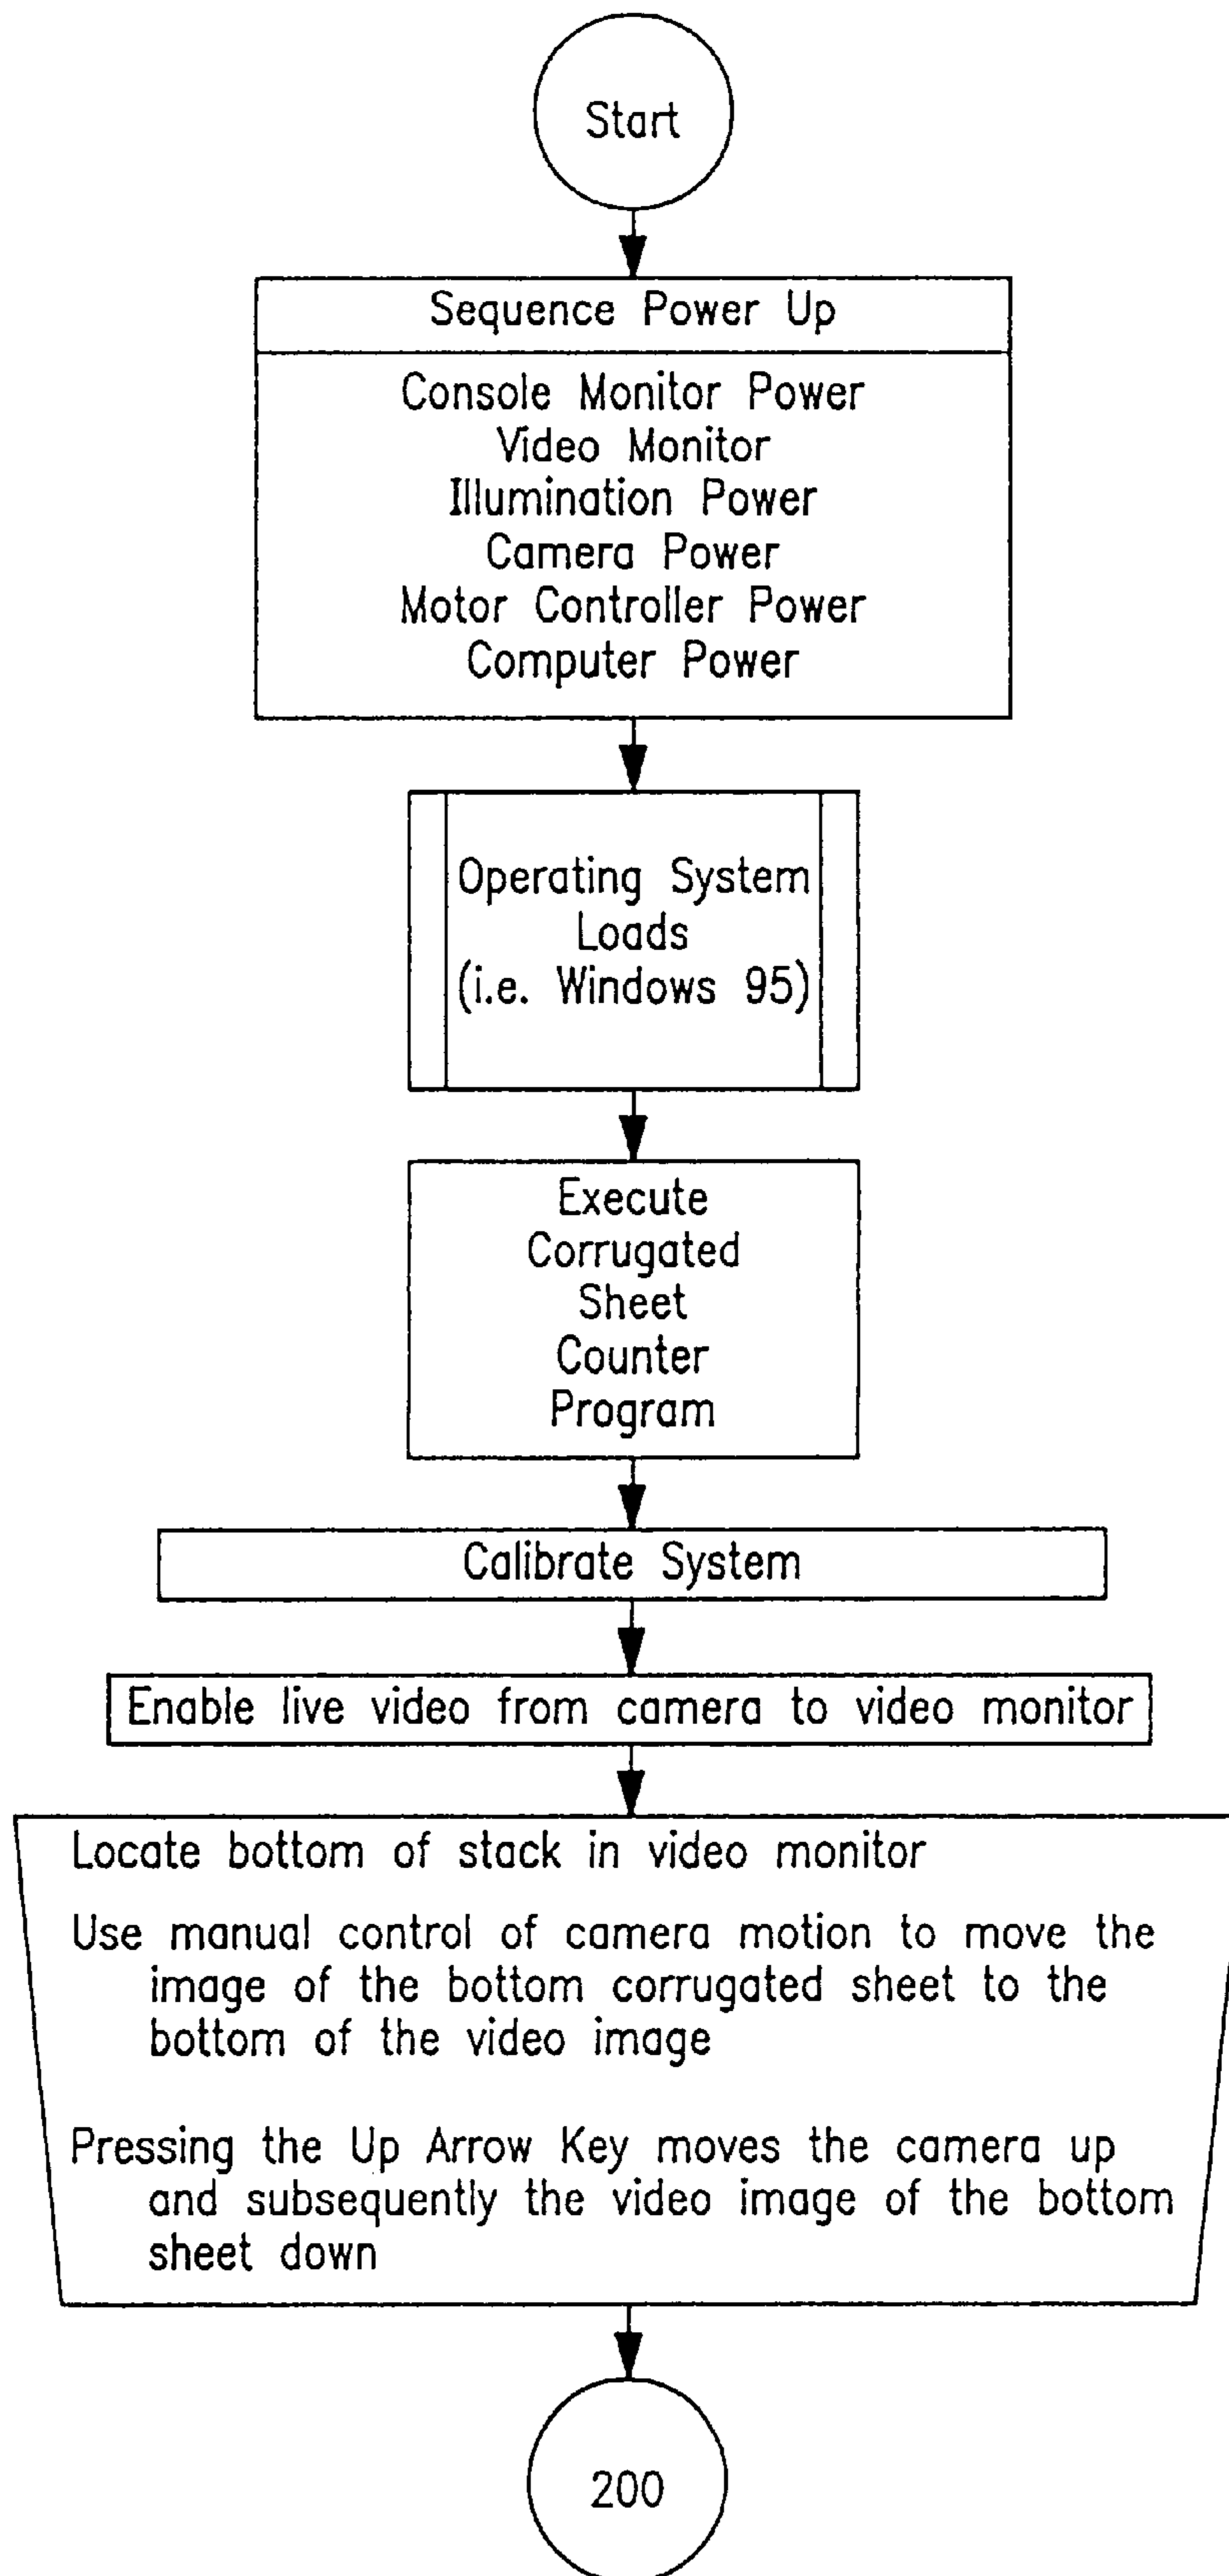 Start
Sequence Power Up
Console Monitor Power
Video Monitor
Illumination Power
Camera Power
Motor Controller Power
Computer Power
Operating System
Loads
(i.e. Windows 95)
Execute
Corrugated
Sheet
Counter
Program
Calibrate System
Enable live video from camera to video monitor
Locate bottom of stack in video monitor
Use manual control of camera motion to move the
image of the bottom corrugated sheet to the
bottom of the video image
Pressing the Up Arrow Key moves the camera up
and subsequently the video image of the bottom
sheet down
200